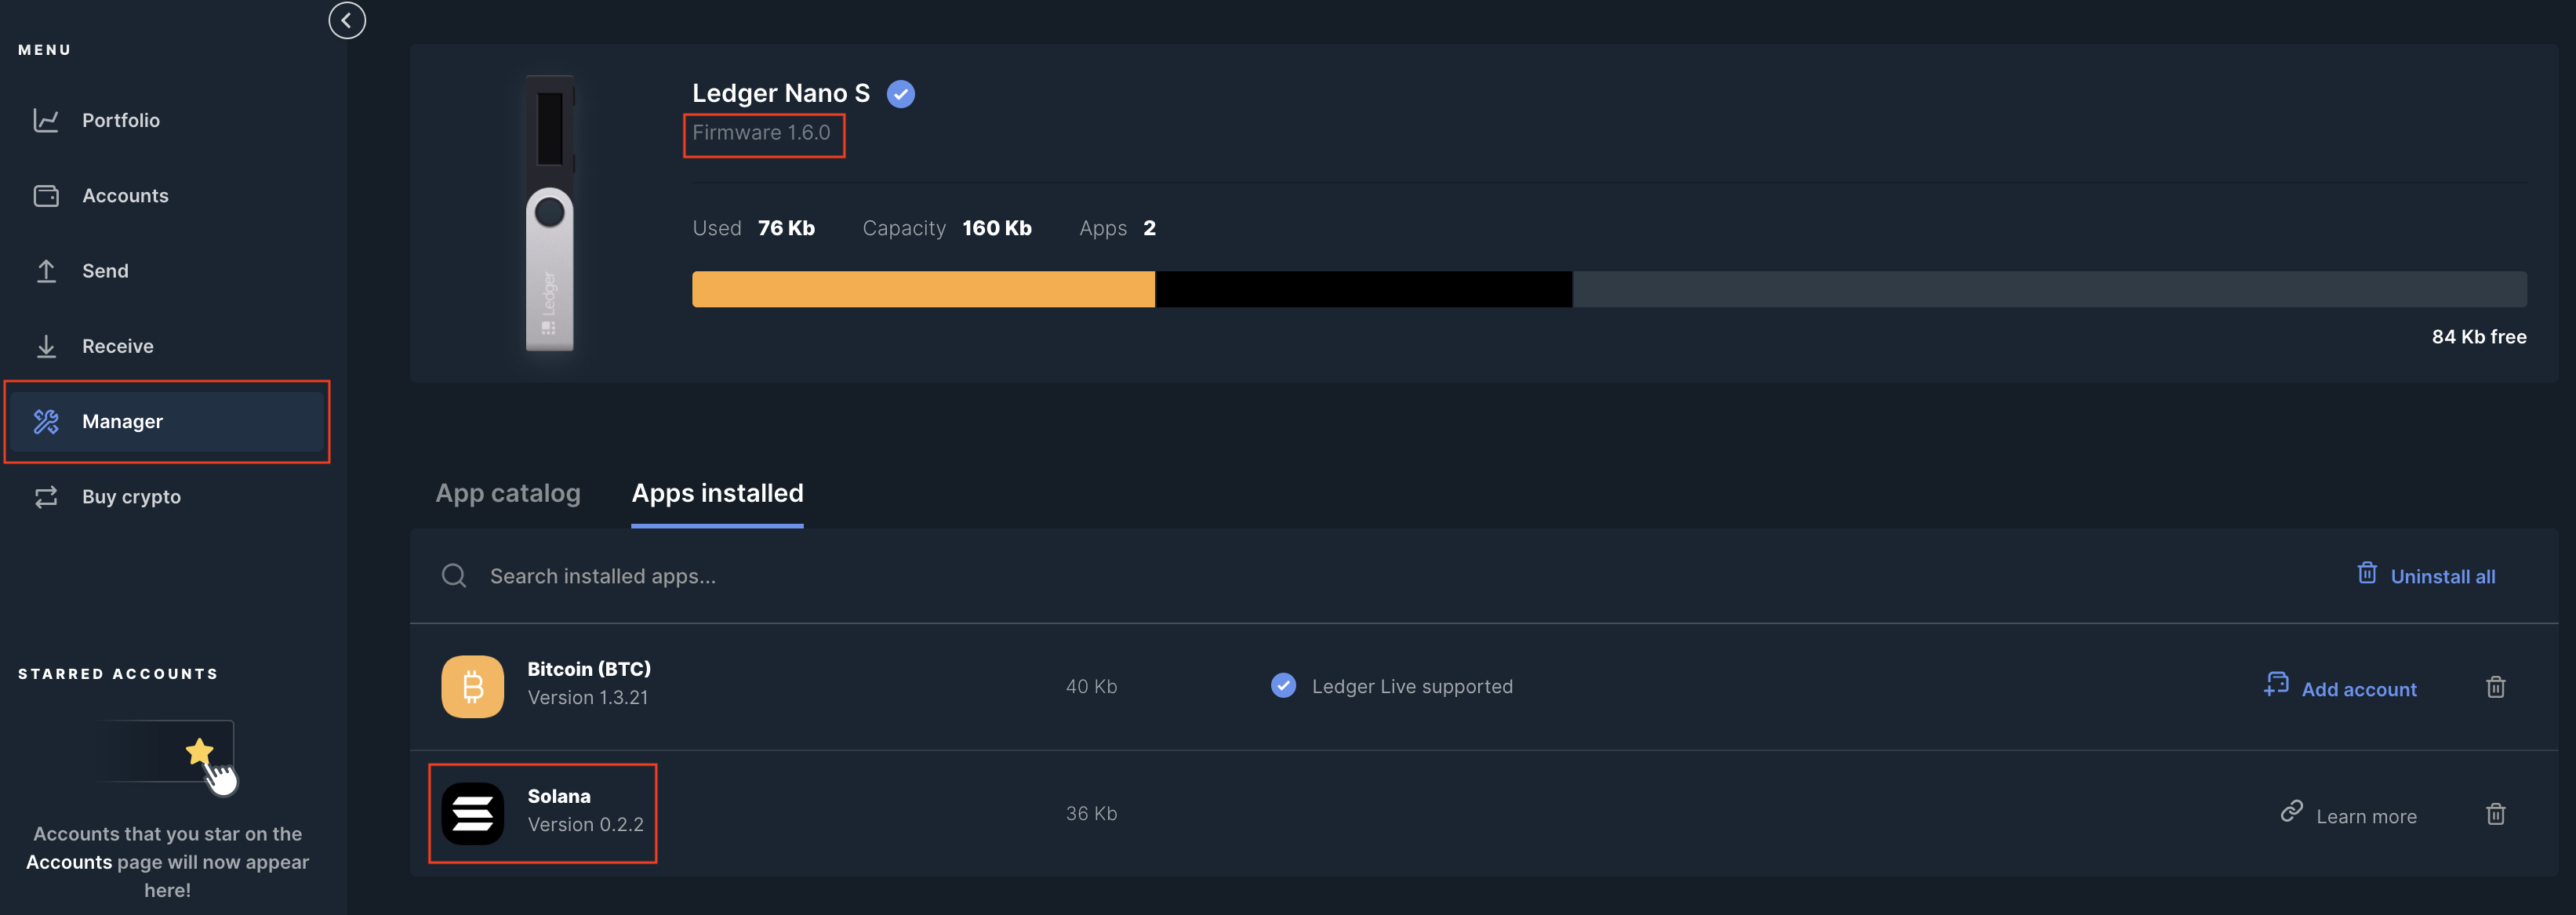 MENU
Portfolio
Accounts
Send
Receive
Manager
Buy crypto
STARRED ACCOUNTS
Accounts that you star on the
Accounts page will now appear
here!
Ledger
Ledger Nano S
Firmware 1.6.0
Used 76 Kb Capacity 160 Kb Apps 2
84 Kb free
App catalog Apps installed
Search installed apps...
Uninstall all
Bitcoin (BTC)
Version 1.3.21
40 Kb
Ledger Live supported
Add account
Solana
Version 0.2.2
36 Kb
Learn more